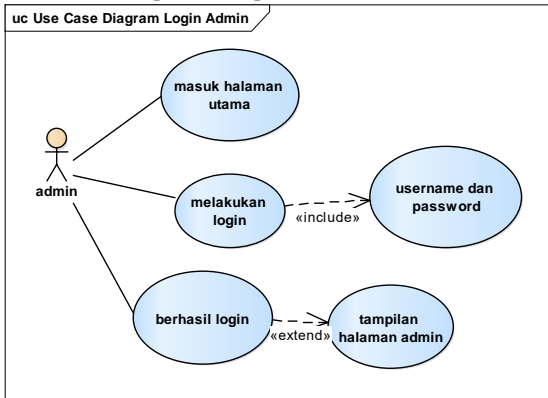 uc Use Case Diagram Login Admin
masuk halaman
utama
admin
melakukan
login
«include»
username dan
password
berhasil login
«extend»
tampilan
halaman admin